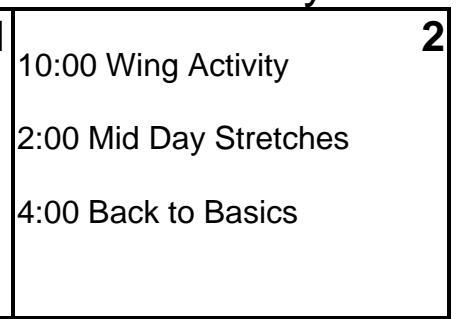 2
10:00 Wing Activity
2:00 Mid Day Stretches
4:00 Back to Basics